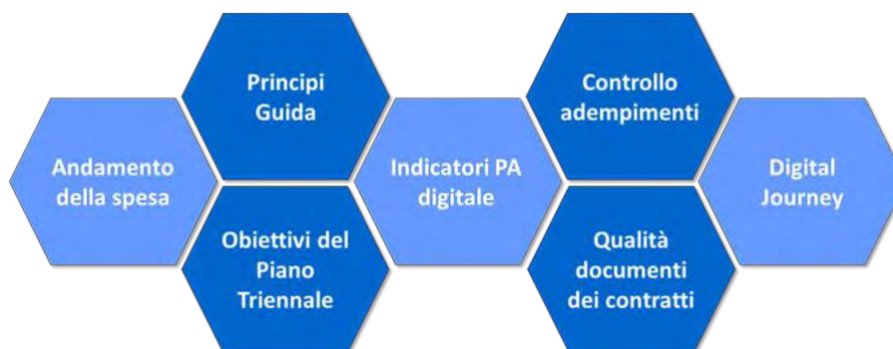 Andamento
della spesa
Principi
Guida
Obiettivi del
Piano
Triennale
Indicatori PA
digitale
Controllo
adempimenti
Qualità
documenti
dei contratti
Digital
Journey